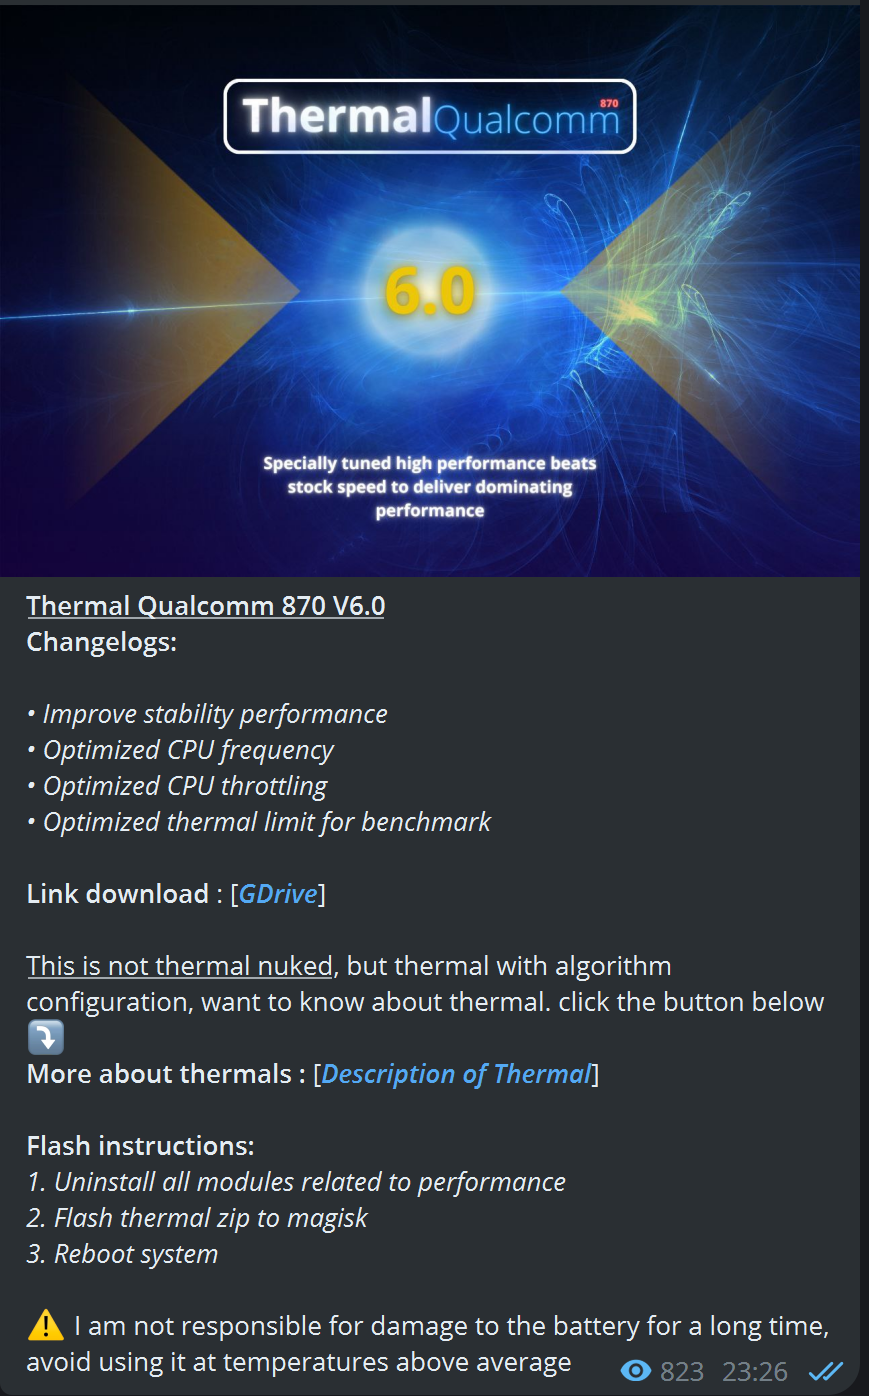 ThermalQualcomm 870
6.0
Specially tuned high performance beats
stock speed to deliver dominating
performance
Thermal Qualcomm 870 V6.0
Changelogs:
• Improve stability performance
• Optimized CPU frequency
• Optimized CPU throttling
• Optimized thermal limit for benchmark
Link download : [GDrive]
This is not thermal nuked, but thermal with algorithm
configuration, want to know about thermal. click the button below
⤵️
More about thermals : [Description of Thermal]
Flash instructions:
1. Uninstall all modules related to performance
2. Flash thermal zip to magisk
3. Reboot system
⚠️ I am not responsible for damage to the battery for a long time,
avoid using it at temperatures above average
823 23:26